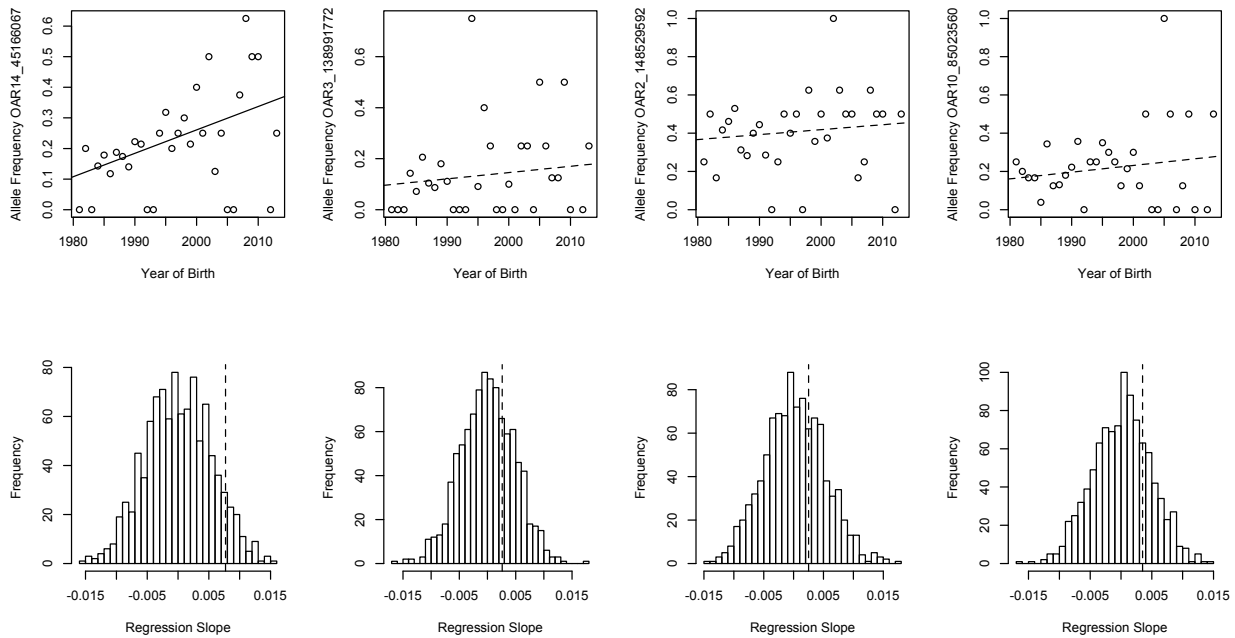 Allele Frequency OAR14_45166067
0.0 0.1 0.2 0.3 0.4 0.5 0.6
1980 1990 2000 2010
Year of Birth
Allele Frequency OAR3_138991772
0.0 0.2 0.4 0.6
1980 1990 2000 2010
Year of Birth
Allele Frequency OAR2_148529592
0.0 0.2 0.4 0.6 0.8 1.0
1980 1990 2000 2010
Year of Birth
Allele Frequency OAR10_85023560
0.0 0.2 0.4 0.6 0.8 1.0
1980 1990 2000 2010
Year of Birth
Frequency
0 20 40 60 80
-0.015 -0.005 0.005 0.015
Regression Slope
Frequency
0 20 40 60 80
-0.015 -0.005 0.005 0.015
Regression Slope
Frequency
0 20 40 60 80
-0.015 -0.005 0.005 0.015
Regression Slope
Frequency
0 20 40 60 80 100
-0.015 -0.005 0.005 0.015
Regression Slope